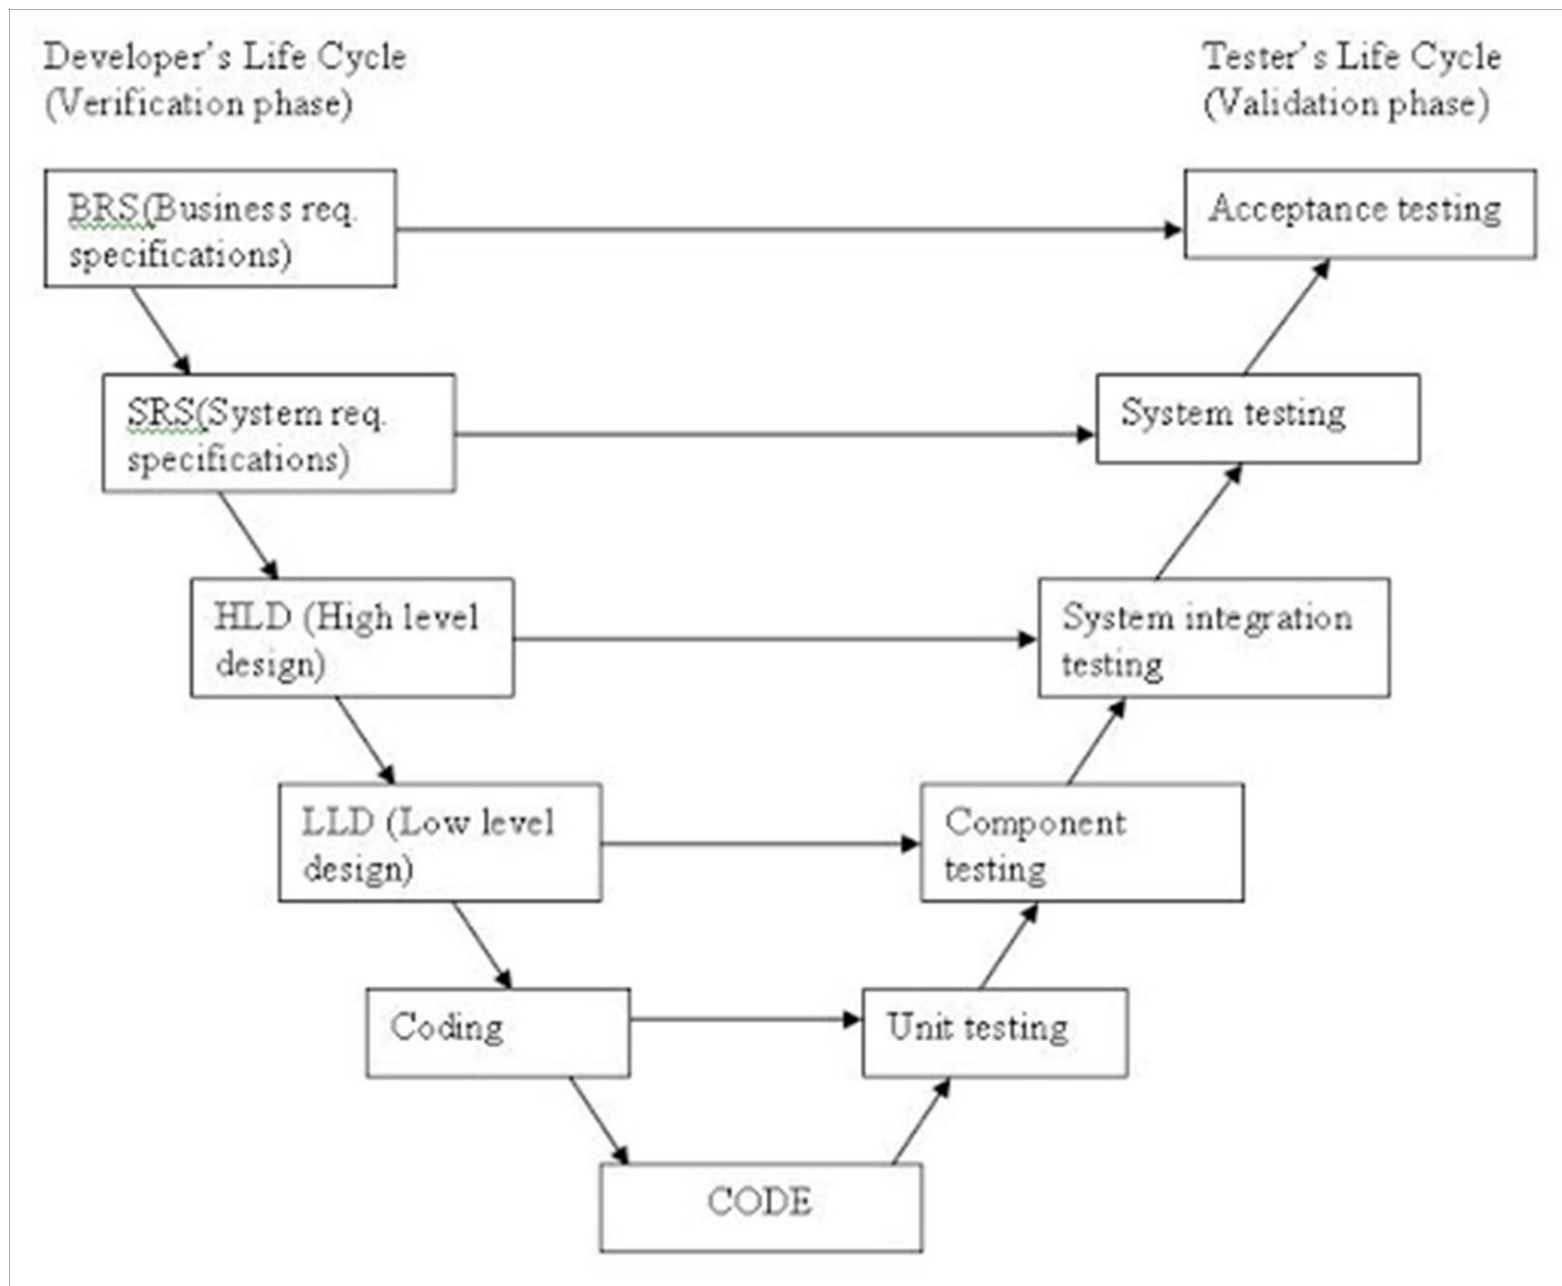 Developer's Life Cycle
(Verification phase)
Tester's Life Cycle
(Validation phase)
BRS(Business req.
specifications)
Acceptance testing
SRS(System req.
specifications)
System testing
HLD (High level
design)
System integration
testing
LLD (Low level
design)
Component
testing
Coding
Unit testing
CODE